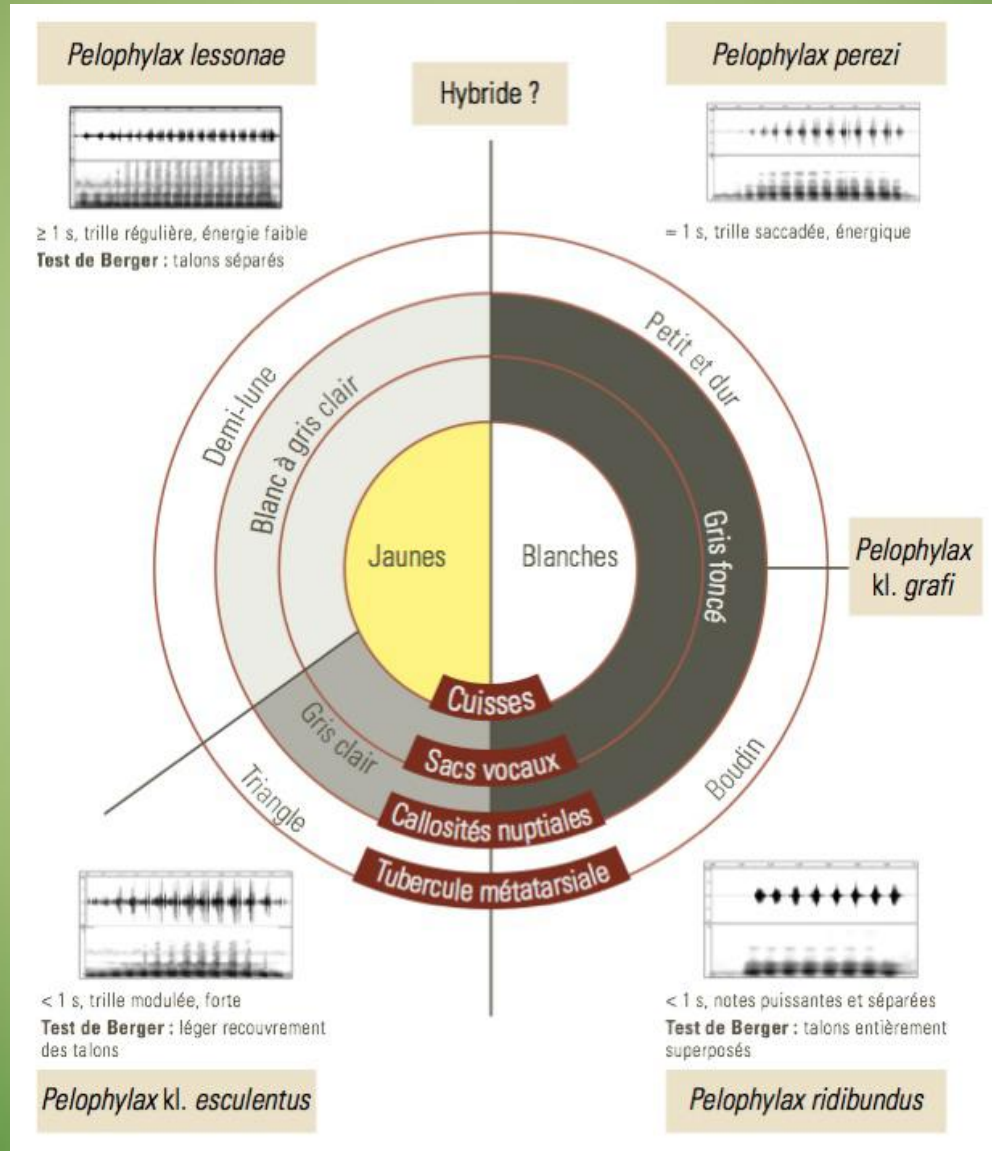 Pelophylax lessonae
Hybride ?
Pelophylax perezi
≥ 1 s, trille régulière, énergie faible
Test de Berger : talons séparés
= 1 s, trille saccadée, énergique
Demi-lune
Blanc à gris clair
Petit et dur
Jaunes
Blanches
Gris foncé
Pelophylax
kl. grafi
Cuisses
Gris clair
Sacs vocaux
Triangle
Boudin
Callosités nuptiales
Tubercule métatarsiale
< 1 s, trille modulée, forte
Test de Berger : léger recouvrement
des talons
< 1 s, notes puissantes et séparées
Test de Berger : talons entièrement
superposés
Pelophylax kl. esculentus
Pelophylax ridibundus